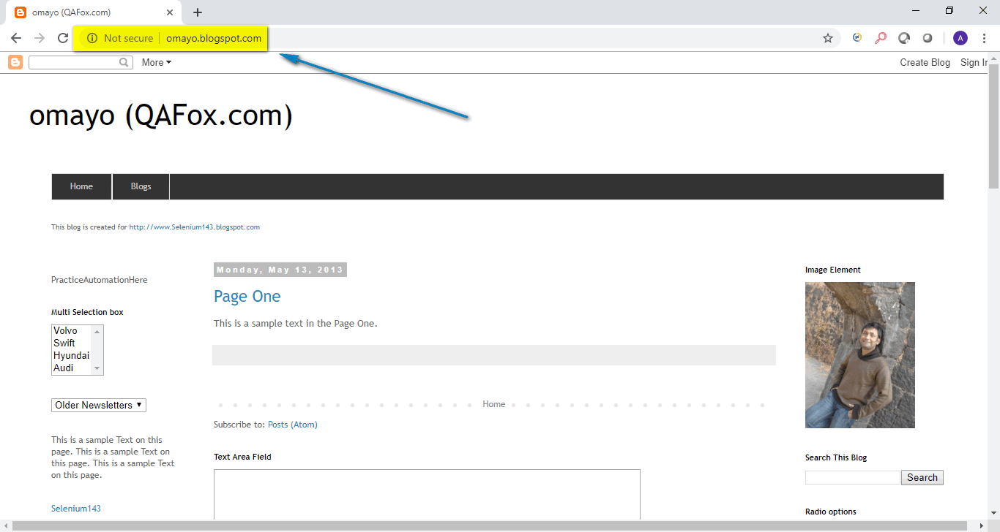 omayo (QAFox.com)
Not secure omayo.blogspot.com
A
More
Create Blog Sign In
omayo (QAFox.com)
Home Blogs
This blog is created for http://www.Selenium143.blogspot.com
PracticeAutomationHere
Multi Selection box
Volvo
Swift
Hyundai
Audi
Older Newsletters
This is a sample Text on this
page. This is a sample Text on
this page. This is a sample Text
on this page.
Selenium143
Monday, May 13, 2013
Page One
This is a sample text in the Page One.
Home
Subscribe to: Posts (Atom)
Text Area Field
Image Element
Search This Blog
Search
Radio options